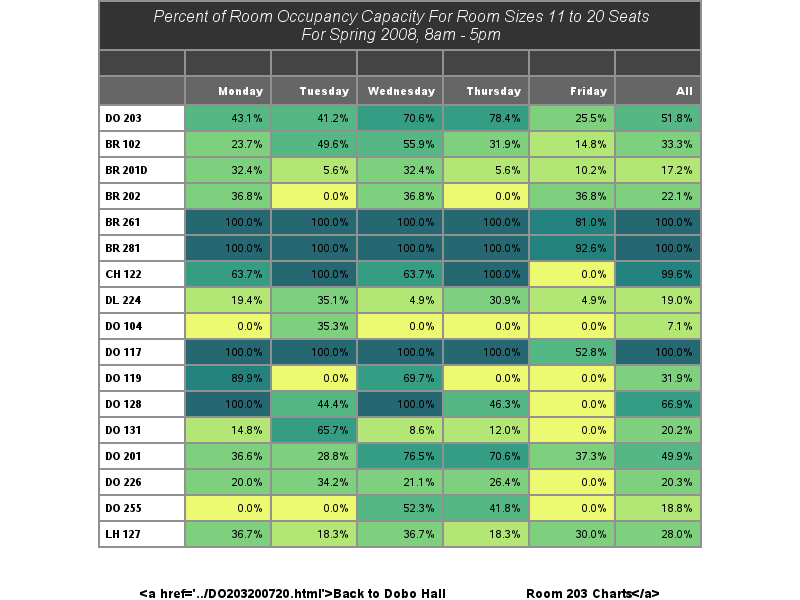 Percent of Room Occupancy Capacity For Room Sizes 11 to 20 Seats
For Spring 2008, 8am - 5pm
Monday Tuesday Wednesday Thursday Friday All
DO 203 43.1% 41.2% 70.6% 78.4% 25.5% 51.8%
BR 102 23.7% 49.6% 55.9% 31.9% 14.8% 33.3%
BR 201D 32.4% 5.6% 32.4% 5.6% 10.2% 17.2%
BR 202 36.8% 0.0% 36.8% 0.0% 36.8% 22.1%
BR 261 100.0% 100.0% 100.0% 100.0% 81.0% 100.0%
BR 281 100.0% 100.0% 100.0% 100.0% 92.6% 100.0%
CH 122 63.7% 100.0% 63.7% 100.0% 0.0% 99.6%
DL 224 19.4% 35.1% 4.9% 30.9% 4.9% 19.0%
DO 104 0.0% 35.3% 0.0% 0.0% 0.0% 7.1%
DO 117 100.0% 100.0% 100.0% 100.0% 52.8% 100.0%
DO 119 89.9% 0.0% 69.7% 0.0% 0.0% 31.9%
DO 128 100.0% 44.4% 100.0% 46.3% 0.0% 66.9%
DO 131 14.8% 65.7% 8.6% 12.0% 0.0% 20.2%
DO 201 36.6% 28.8% 76.5% 70.6% 37.3% 49.9%
DO 226 20.0% 34.2% 21.1% 26.4% 0.0% 20.3%
DO 255 0.0% 0.0% 52.3% 41.8% 0.0% 18.8%
LH 127 36.7% 18.3% 36.7% 18.3% 30.0% 28.0%
<a href='../DO203200720.html'>Back to Dobo Hall Room 203 Charts</a>